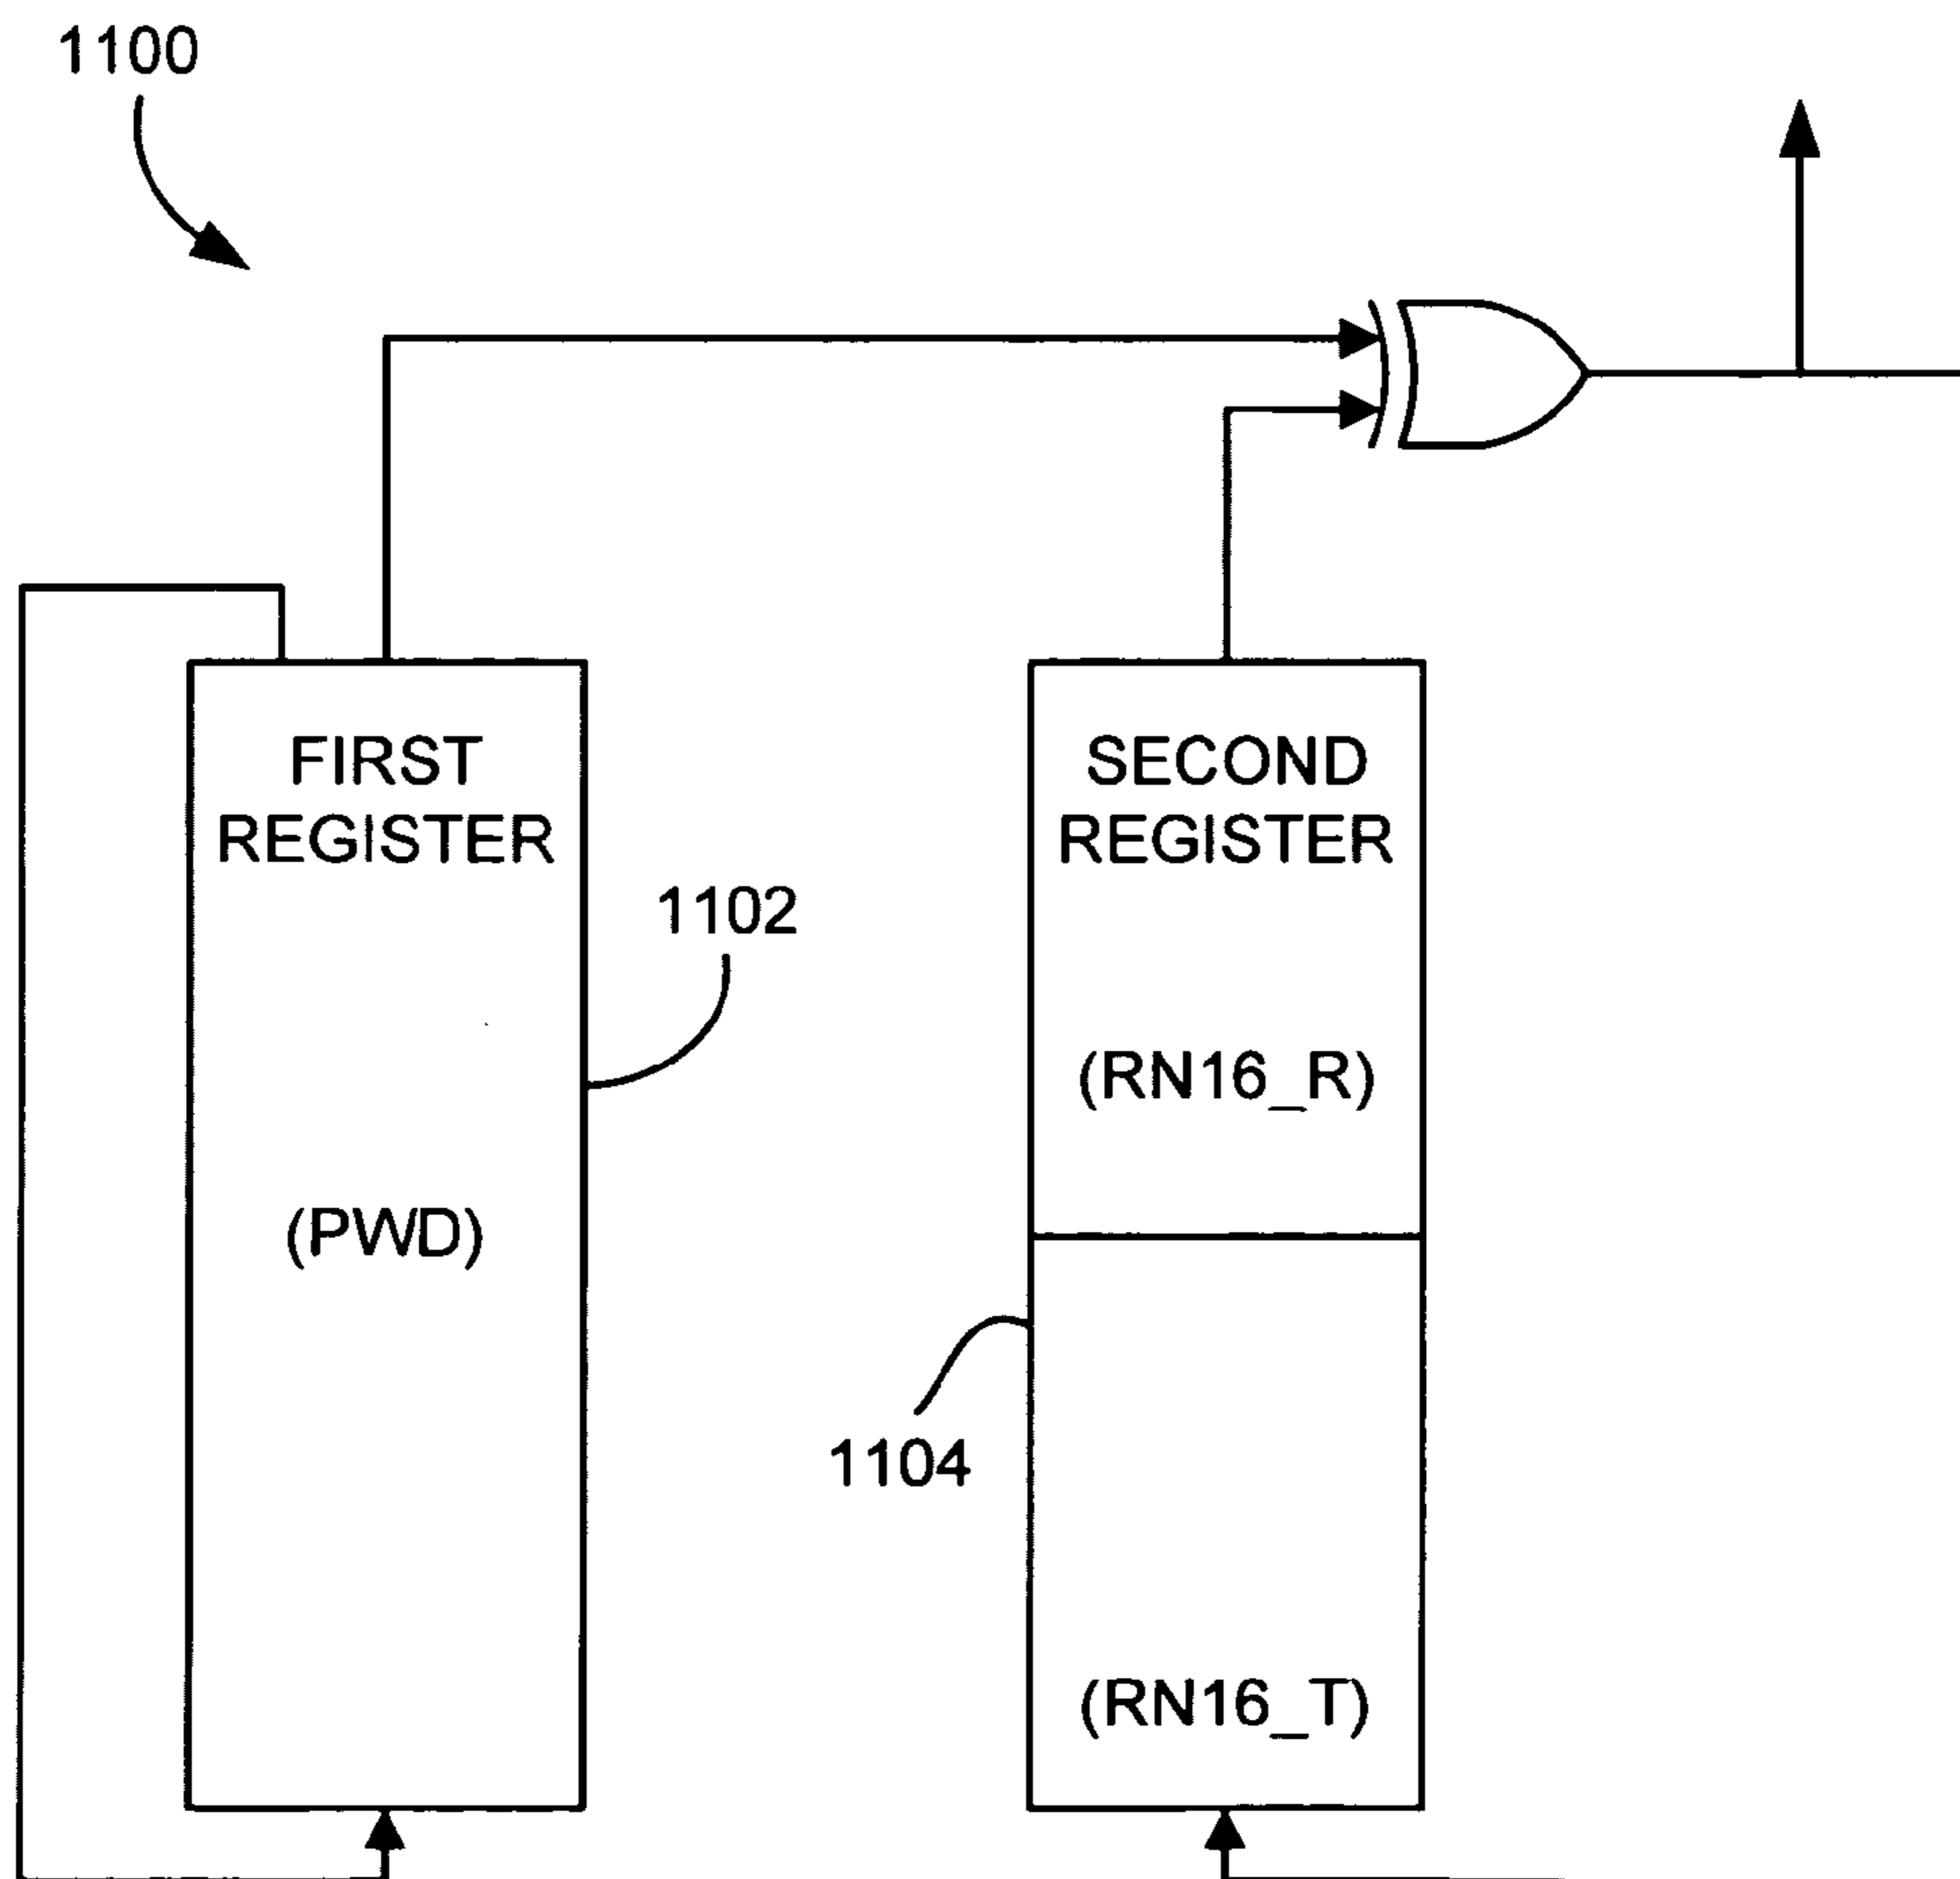 1100
FIRST
REGISTER
SECOND
REGISTER
1102
(RN16_R)
(PWD)
1104
(RN16_T)